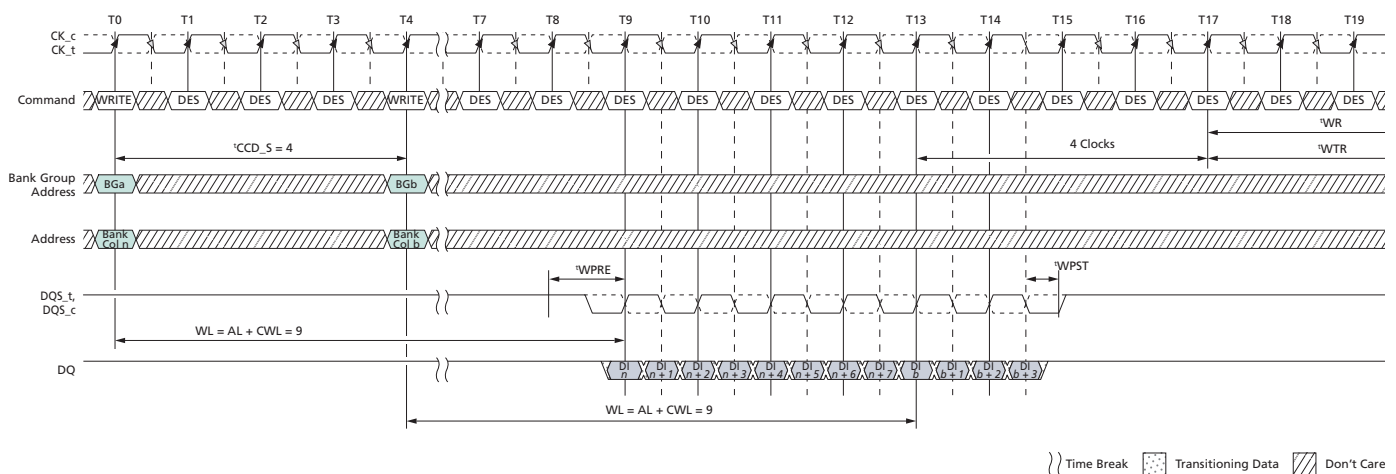 T0 T1 T2 T3 T4 T7 T8 T9 T10 T11 T12 T13 T14 T15 T16 T17 T18 T19
CK_c
CK_t
Command WRITE DES DES DES WRITE DES DES DES DES DES DES DES DES DES DES DES DES DES
tWR
tCCD_S = 4 4 Clocks tWTR
Bank Group
Address BGa BGb
Address Bank
Col n Bank
Col b
tWPRE tWPST
DQS_t,
DQS_c
WL = AL + CWL = 9
DQ DI
n DI
n + 1 DI
n + 2 DI
n + 3 DI
n + 4 DI
n + 5 DI
n + 6 DI
n + 7 DI
b DI
b + 1 DI
b + 2 DI
b + 3
WL = AL + CWL = 9
Time Break Transitioning Data Don't Care